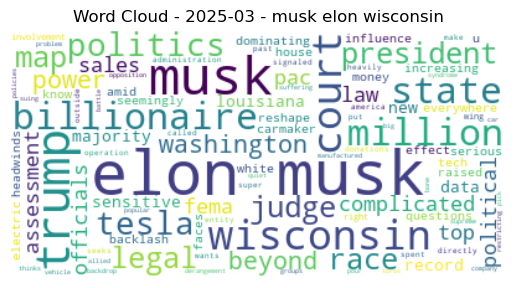 Word Cloud - 2025-03 - musk elon wisconsin
map politics
sales
power
musk
pac
dominating
house
past
signaled
influence
president
heavily
increasing
make
u
involvement
problem
policies
suing
administration
opposition
battle
know
outside
amid
seemingly
louisiana
reshape
carmaker
money
administration
suffering
law
new
america
everywhere
state
syndrome
billionaire
court
million
majority
called
washington
manufactured
put
big
wing
effect
serious
car
trump
assessment
headwinds
electric
officials
operation
sensitive
white
quiet
super
elon musk
donations
tech
raised
data
political
complicated
fema
judge
tesla
faces
entity
wants
popular
backlash
wisconsin
right
questions
top
directly
restricting
legal
beyond
race
record
seeks
allied
backdrop
thinks
vehicle
derangement
groups
spent
company